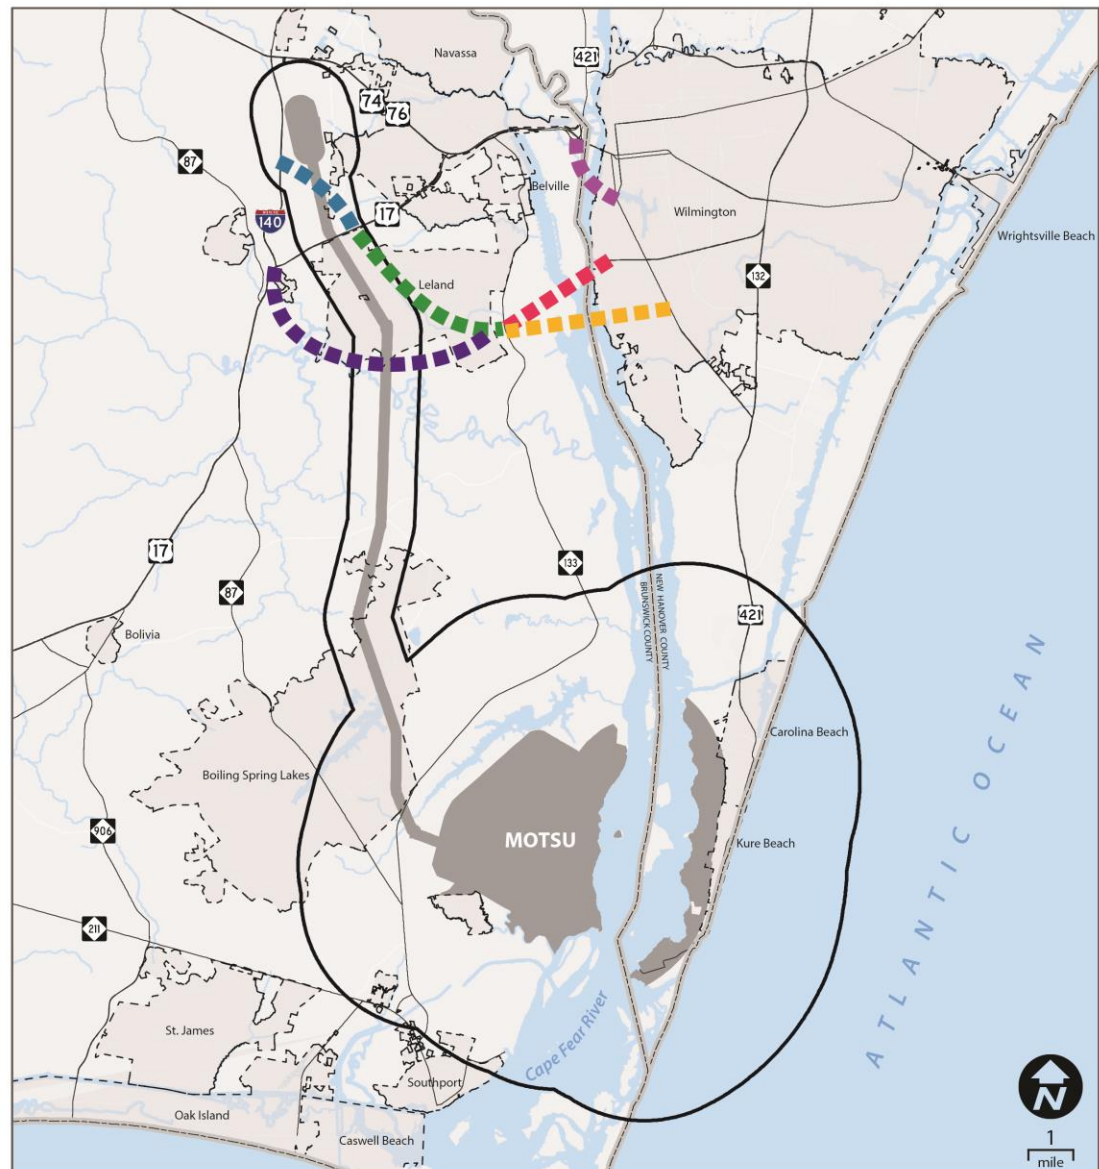 Navassa
421
74
76
87
Belville
17
Wilmington
140
Wrightsville Beach
132
Leland
17
133
87
NEW HANOVER COUNTY
BRUNSWICK COUNTY
421
Bolivia
ATLANTIC OCEAN
Carolina Beach
Boiling Spring Lakes
906
MOTSU
Kure Beach
211
St. James
Cape Fear River
Southport
Oak Island
Caswell Beach
N
1
mile